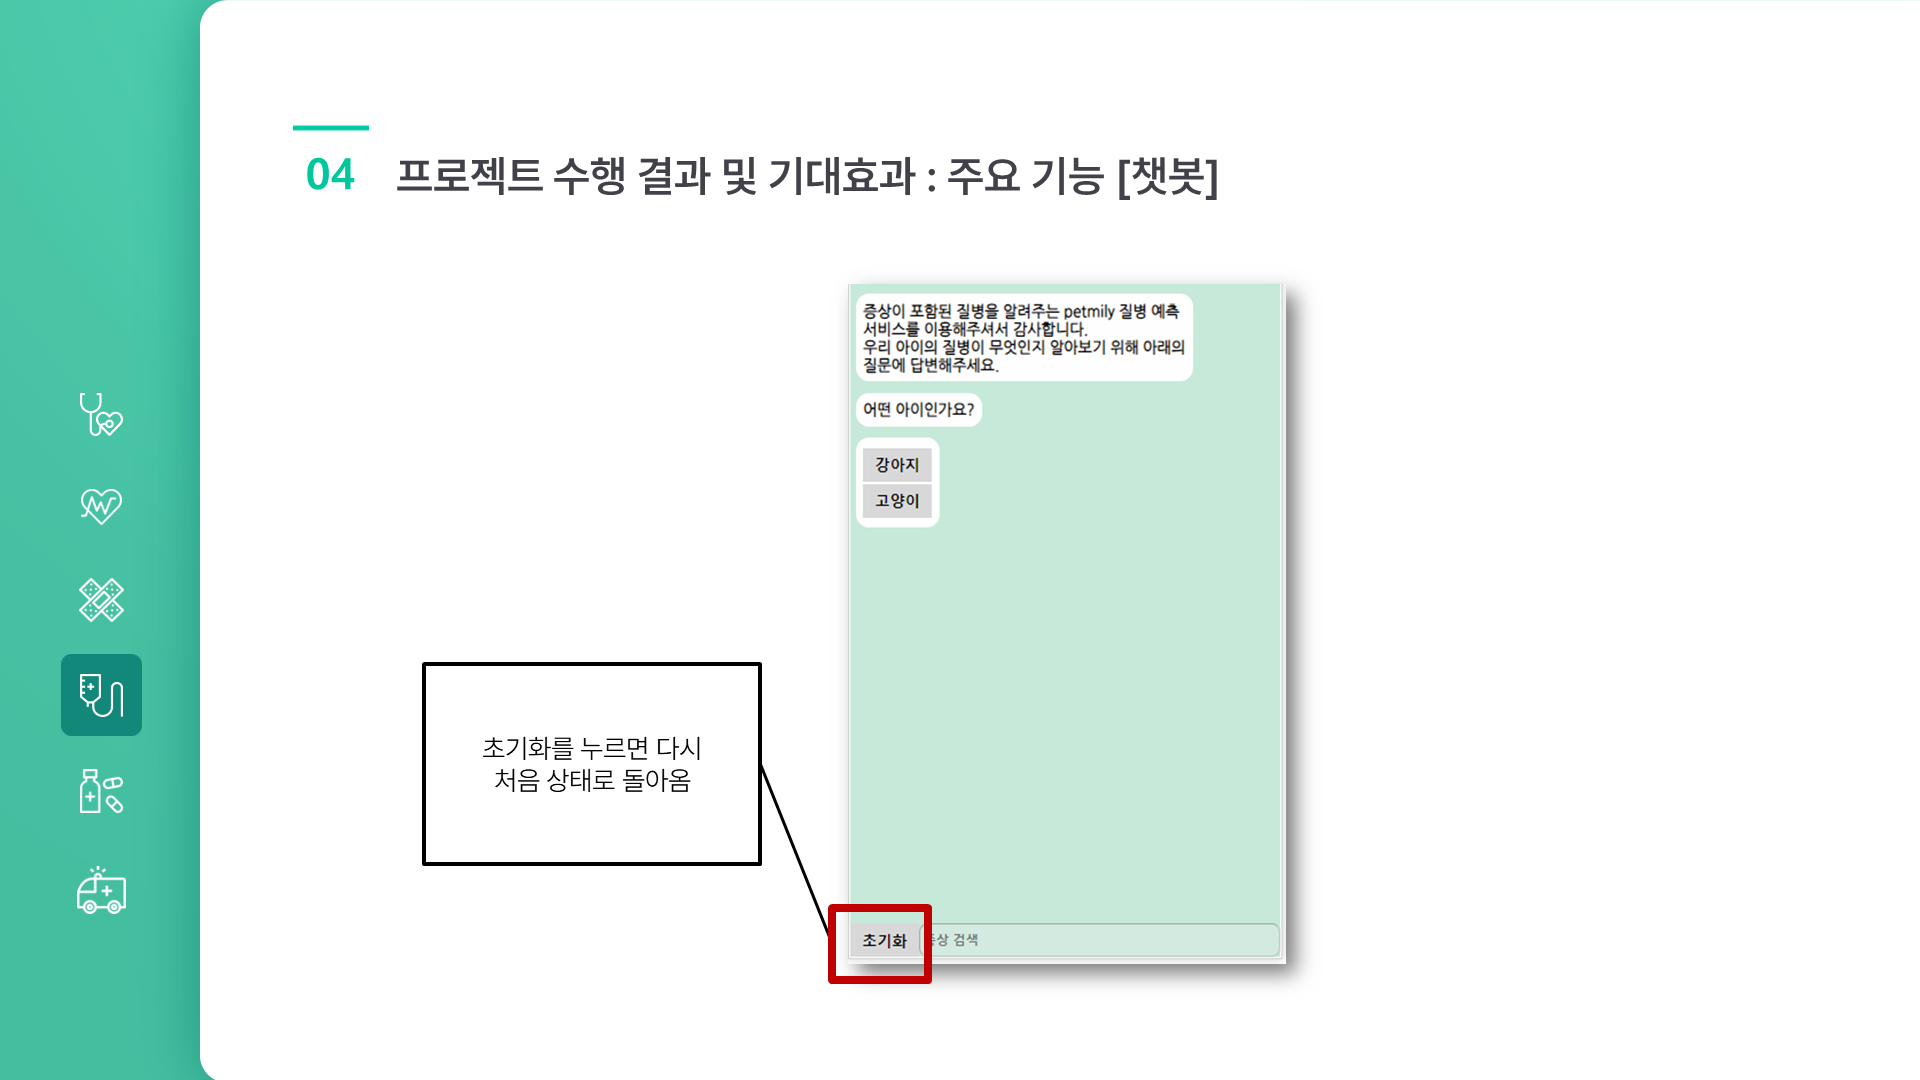 04 프로젝트 수행 결과 및 기대효과 : 주요 기능 [챗봇]
증상이 포함된 질병을 알려주는 petmily 질병 예측
서비스를 이용해주셔서 감사합니다.
우리 아이의 질병이 무엇인지 알아보기 위해 아래의
질문에 답변해주세요.
어떤 아이인가요?
강아지
고양이
초기화를 누르면 다시
처음 상태로 돌아옴
초기화
증상 검색